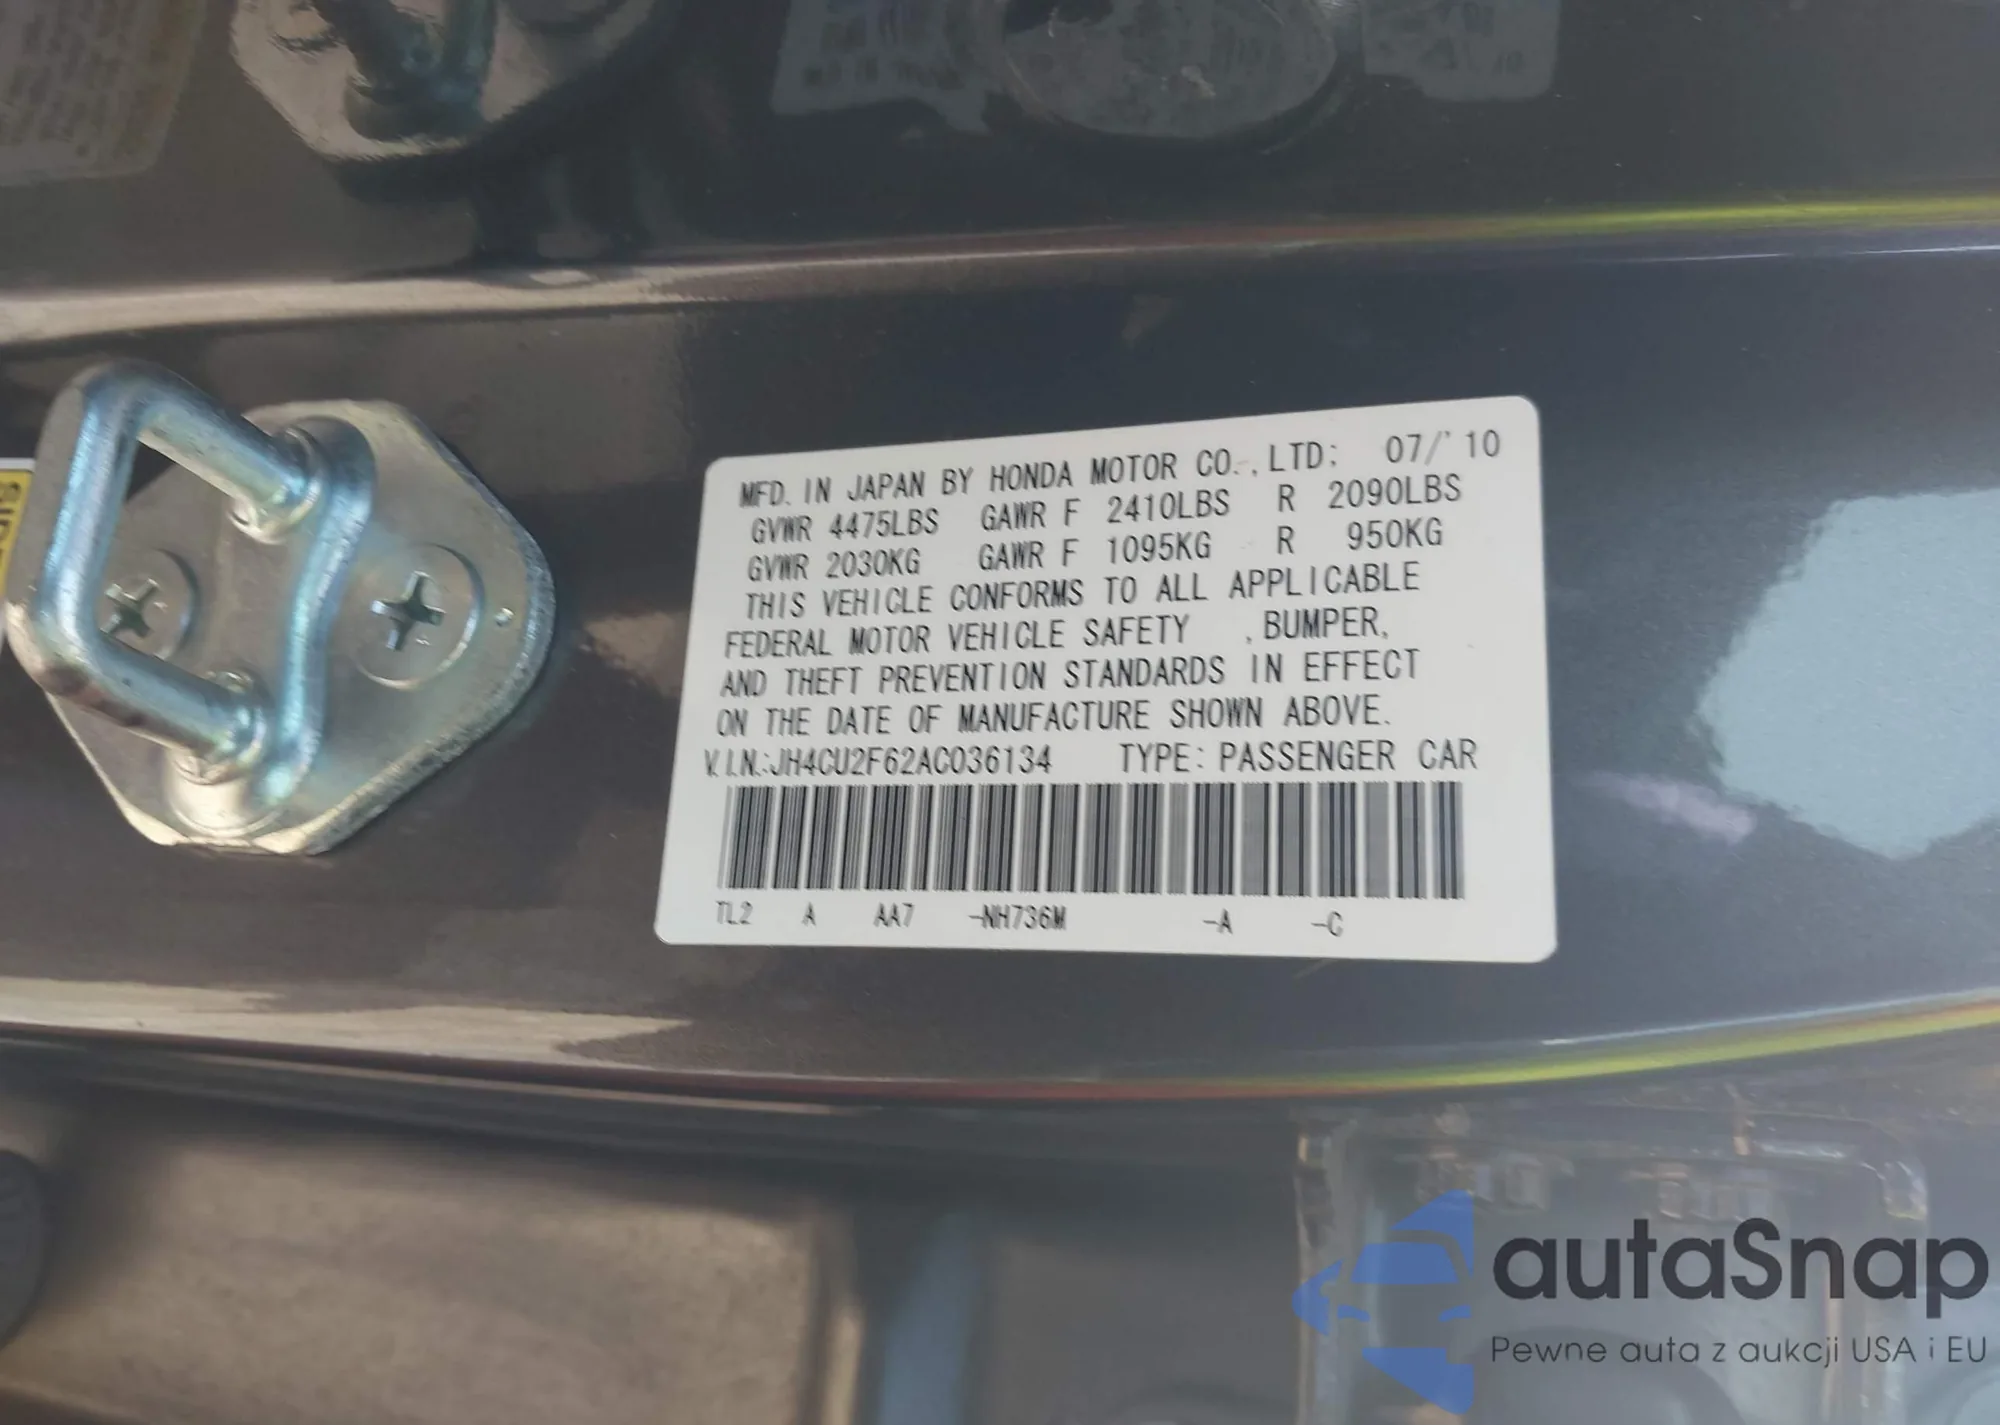 MFD. IN JAPAN BY HONDA MOTOR CO., LTD; 07/'10
GVWR 4475LBS GAWR F 2410LBS R 2090LBS
GVWR 2030KG GAWR F 1095KG R 950KG
THIS VEHICLE CONFORMS TO ALL APPLICABLE
FEDERAL MOTOR VEHICLE SAFETY , BUMPER,
AND THEFT PREVENTION STANDARDS IN EFFECT
ON THE DATE OF MANUFACTURE SHOWN ABOVE.
V.I.N.:JH4CU2F62AC036134 TYPE: PASSENGER CAR
TL2 A AA7 -NH736M -A -C
autaSnap
Pewne auta z aukcji USA i EU